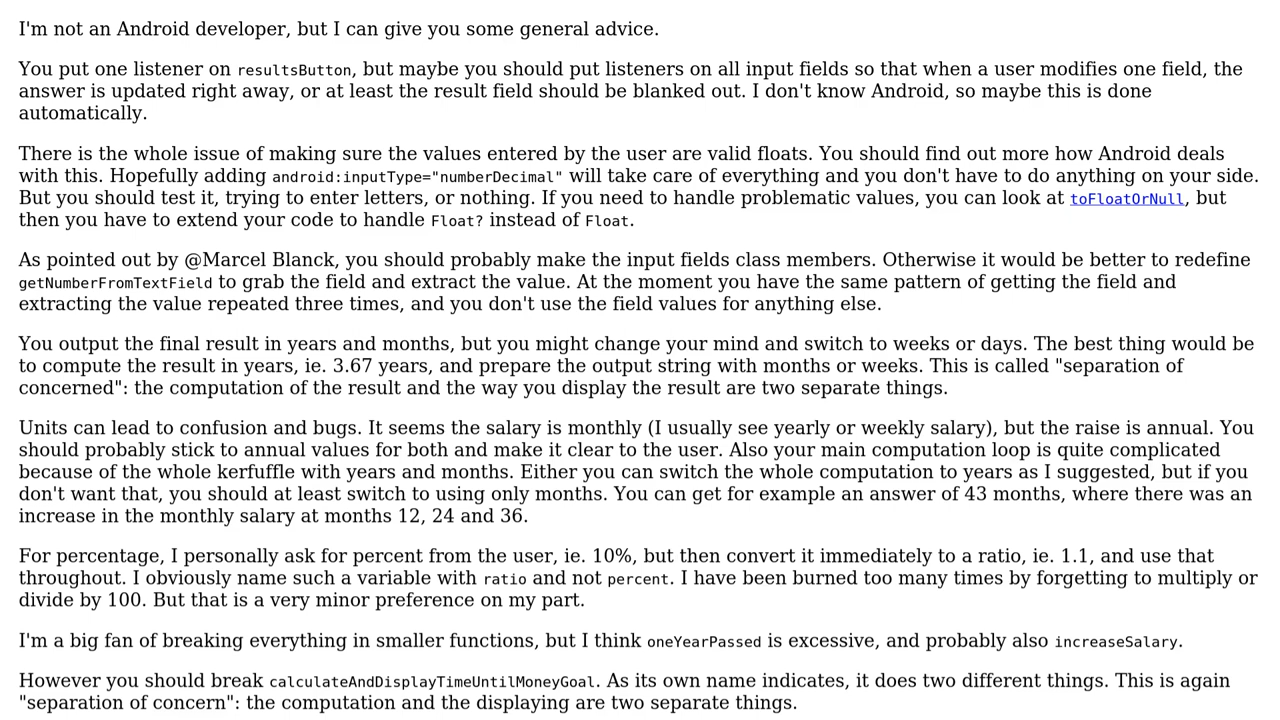 I'm not an Android developer, but I can give you some general advice.
You put one listener on resultsButton, but maybe you should put listeners on all input fields so that when a user modifies one field, the
answer is updated right away, or at least the result field should be blanked out. I don't know Android, so maybe this is done
automatically.
There is the whole issue of making sure the values entered by the user are valid floats. You should find out more how Android deals
with this. Hopefully adding android:inputType="numberDecimal" will take care of everything and you don't have to do anything on your side.
But you should test it, trying to enter letters, or nothing. If you need to handle problematic values, you can look at toFloatOrNull, but
then you have to extend your code to handle Float? instead of Float.
As pointed out by @Marcel Blanck, you should probably make the input fields class members. Otherwise it would be better to redefine
getNumberFromTextField to grab the field and extract the value. At the moment you have the same pattern of getting the field and
extracting the value repeated three times, and you don't use the field values for anything else.
You output the final result in years and months, but you might change your mind and switch to weeks or days. The best thing would be
to compute the result in years, ie. 3.67 years, and prepare the output string with months or weeks. This is called "separation of
concerned": the computation of the result and the way you display the result are two separate things.
Units can lead to confusion and bugs. It seems the salary is monthly (I usually see yearly or weekly salary), but the raise is annual. You
should probably stick to annual values for both and make it clear to the user. Also your main computation loop is quite complicated
because of the whole kerfuffle with years and months. Either you can switch the whole computation to years as I suggested, but if you
don't want that, you should at least switch to using only months. You can get for example an answer of 43 months, where there was an
increase in the monthly salary at months 12, 24 and 36.
For percentage, I personally ask for percent from the user, ie. 10%, but then convert it immediately to a ratio, ie. 1.1, and use that
throughout. I obviously name such a variable with ratio and not percent. I have been burned too many times by forgetting to multiply or
divide by 100. But that is a very minor preference on my part.
I'm a big fan of breaking everything in smaller functions, but I think oneYearPassed is excessive, and probably also increaseSalary.
However you should break calculateAndDisplayTimeUntilMoneyGoal. As its own name indicates, it does two different things. This is again
"separation of concern": the computation and the displaying are two separate things.